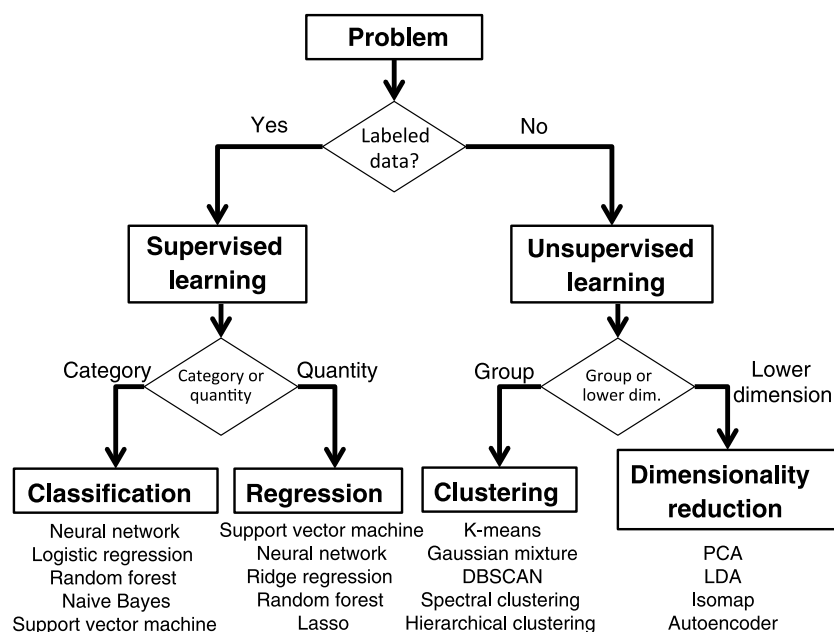 Problem
Yes
Labeled
data?
No
Supervised
learning
Unsupervised
learning
Category
Category or
quantity
Quantity
Group
Group or
lower dim.
Lower
dimension
Classification
Neural network
Logistic regression
Random forest
Naive Bayes
Support vector machine
Regression
Support vector machine
Neural network
Ridge regression
Random forest
Lasso
Clustering
K-means
Gaussian mixture
DBSCAN
Spectral clustering
Hierarchical clustering
Dimensionality
reduction
PCA
LDA
Isomap
Autoencoder